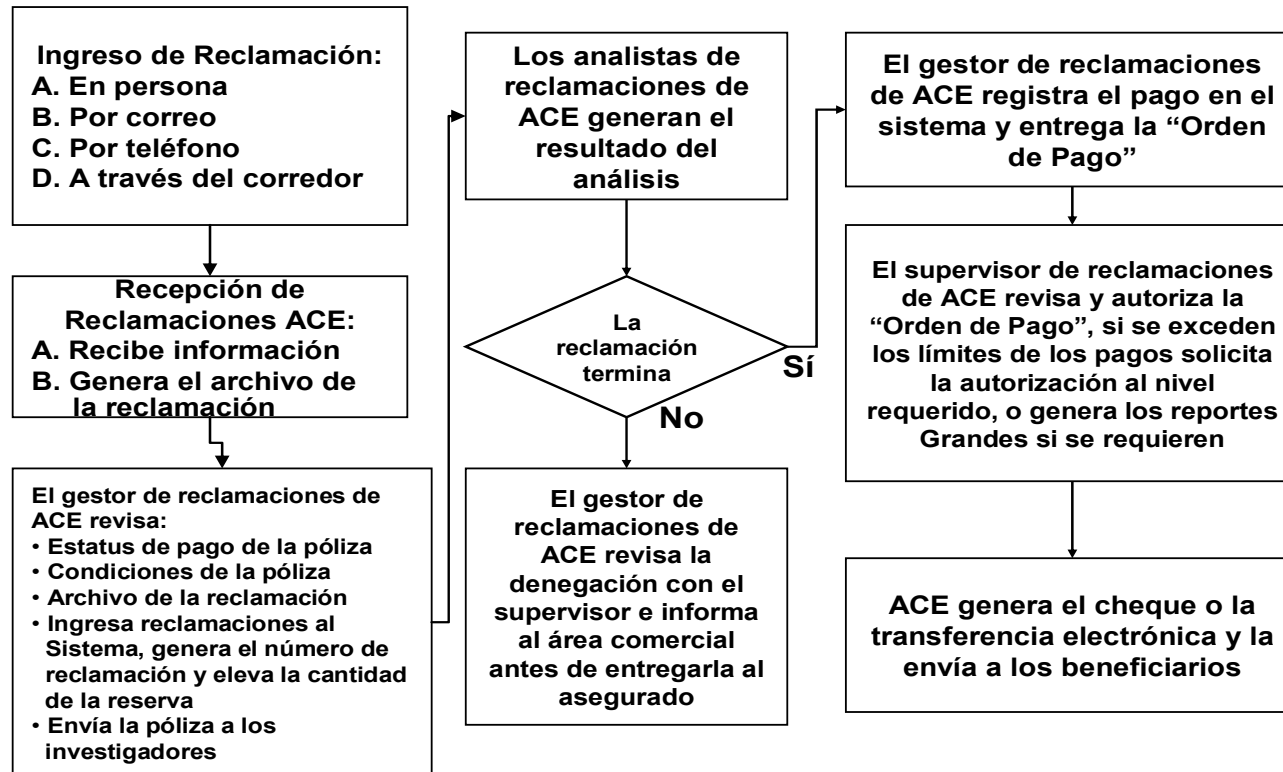 Ingreso de Reclamación:
A. En persona
B. Por correo
C. Por teléfono
D. A través del corredor
Recepción de
Reclamaciones ACE:
A. Recibe información
B. Genera el archivo de
la reclamación
El gestor de reclamaciones de
ACE revisa:
• Estatus de pago de la póliza
• Condiciones de la póliza
• Archivo de la reclamación
• Ingresa reclamaciones al
Sistema, genera el número de
reclamación y eleva la cantidad
de la reserva
• Envía la póliza a los
investigadores
Los analistas de
reclamaciones de
ACE generan el
resultado del
análisis
La
reclamación
termina
Sí
No
El gestor de
reclamaciones de
ACE revisa la
denegación con el
supervisor e informa
al área comercial
antes de entregarla al
asegurado
El gestor de reclamaciones
de ACE registra el pago en el
sistema y entrega la “Orden
de Pago”
El supervisor de reclamaciones
de ACE revisa y autoriza la
“Orden de Pago”, si se exceden
los límites de los pagos solicita
la autorización al nivel
requerido, o genera los reportes
Grandes si se requieren
ACE genera el cheque o la
transferencia electrónica y la
envía a los beneficiarios